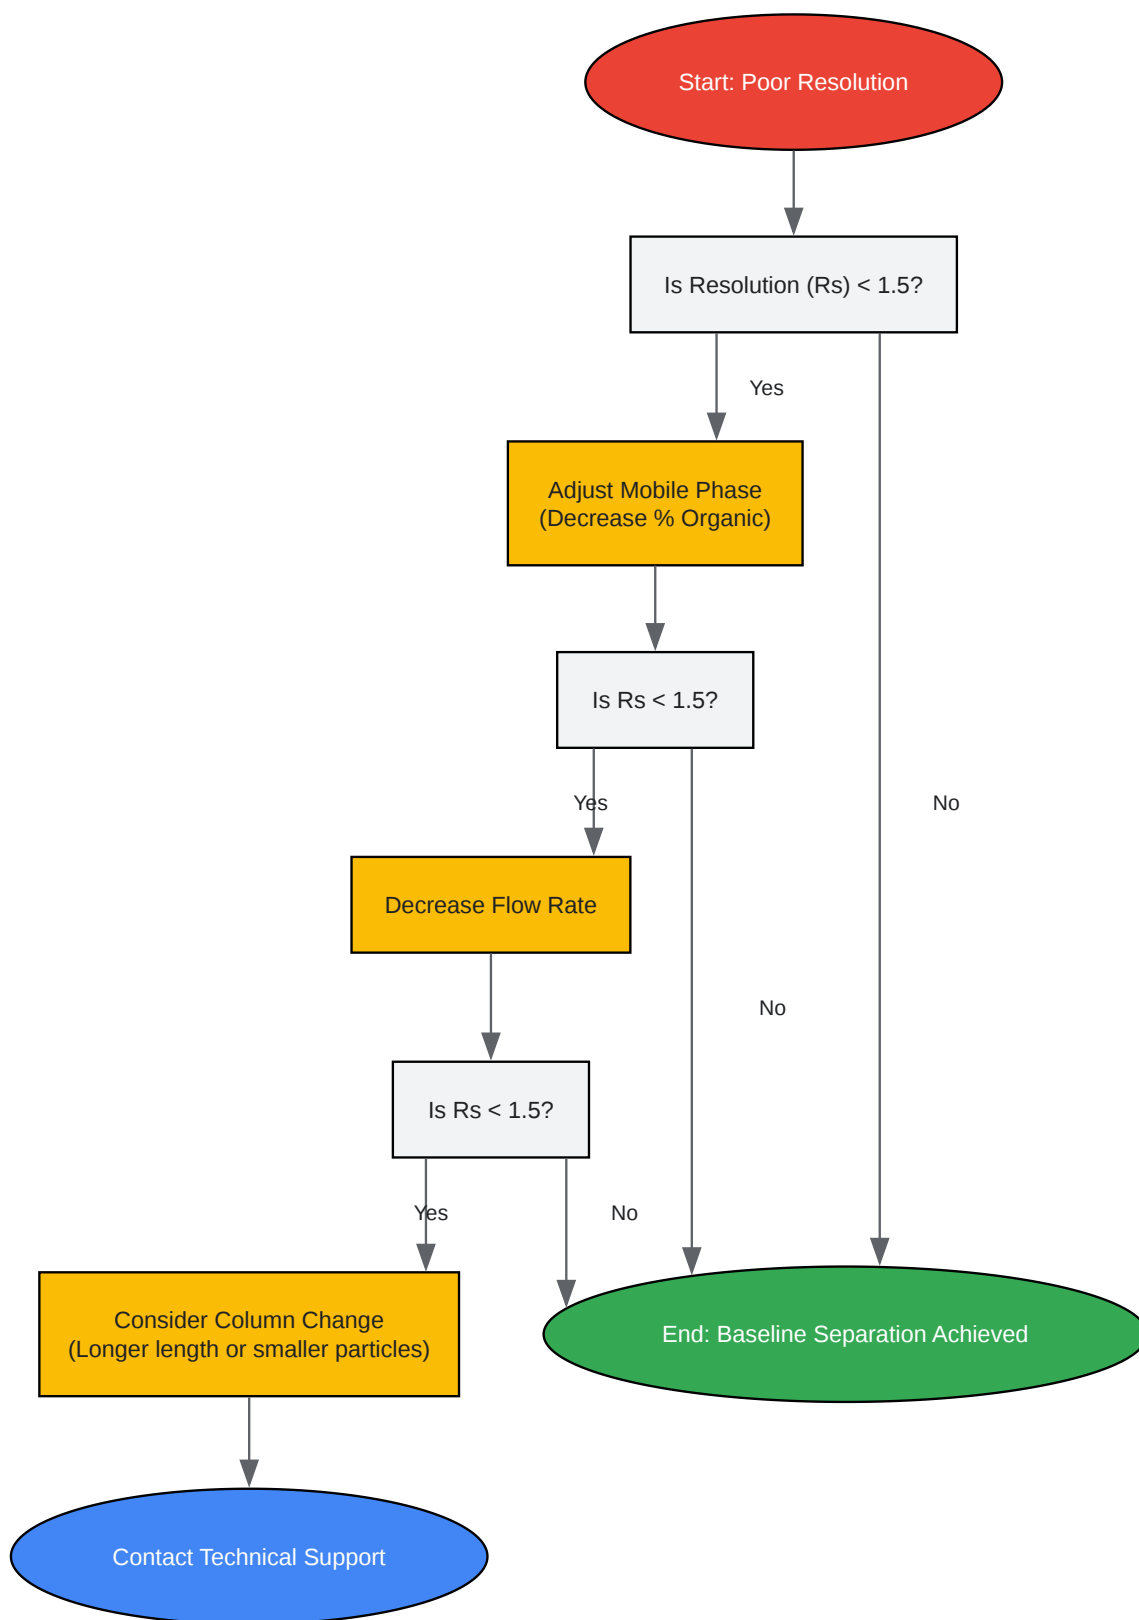 Start: Poor Resolution
Is Resolution (Rs) < 1.5?
Yes
Adjust Mobile Phase
(Decrease % Organic)
Is Rs < 1.5?
Yes
No
Decrease Flow Rate
No
Is Rs < 1.5?
Yes
No
Consider Column Change
(Longer length or smaller particles)
End: Baseline Separation Achieved
Contact Technical Support